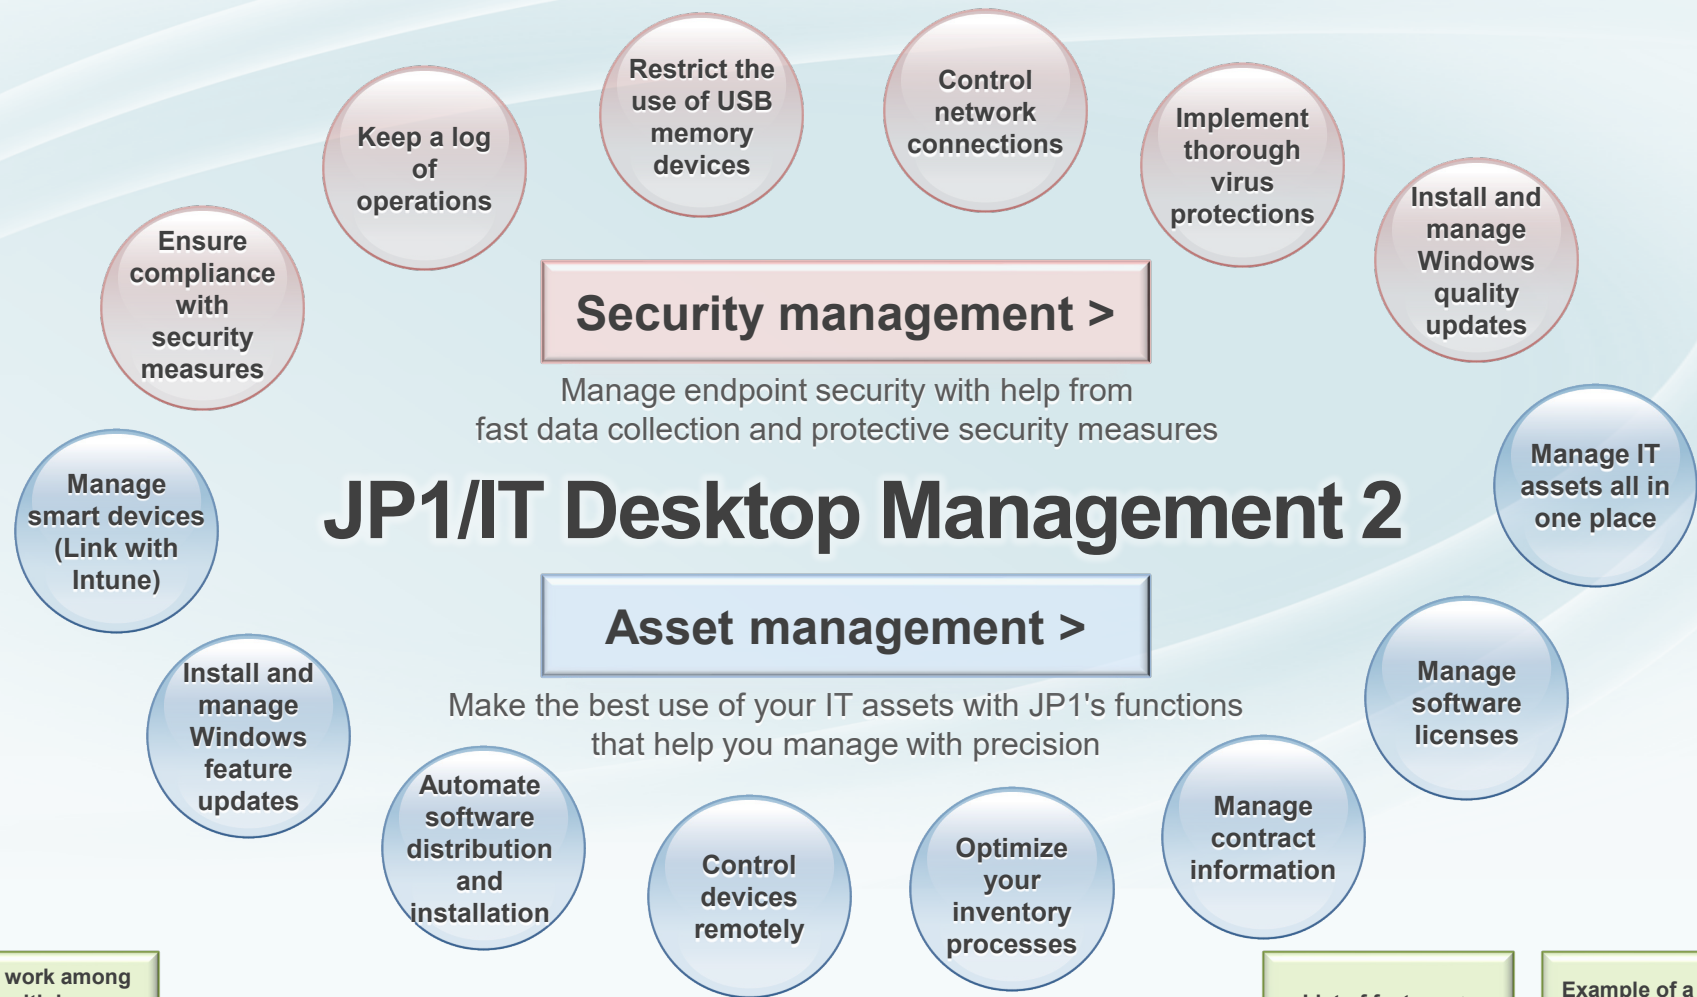 Restrict the
use of USB
memory
devices
Control
network
connections
Keep a log
of
operations
Implement
thorough
virus
protections
Ensure
compliance
with
security
measures
Install and
manage
Windows
quality
updates
Security management >
Manage endpoint security with help from
fast data collection and protective security measures
Manage
smart devices
(Link with
Intune)
JP1/IT Desktop Management 2
Manage IT
assets all in
one place
Asset management >
Make the best use of your IT assets with JP1's functions
that help you manage with precision
Install and
manage
Windows
feature
updates
Manage
software
licenses
Automate
software
distribution
and
installation
Control
devices
remotely
Optimize
your
inventory
processes
Manage
contract
information
work among
Example of a